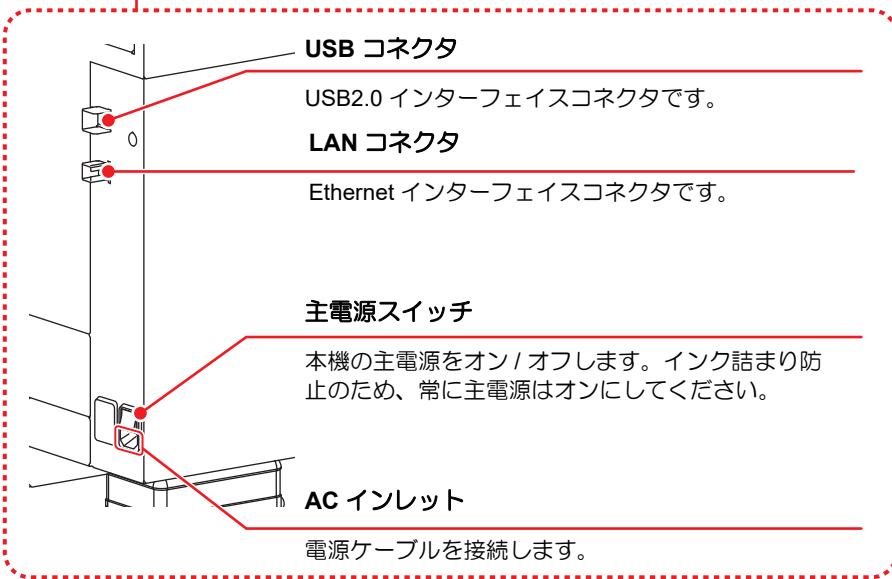 USB コネクタ
USB2.0 インターフェイスコネクタです。
LAN コネクタ
Ethernet インターフェイスコネクタです。
主電源スイッチ
本機の主電源をオン / オフします。インク詰まり防
止のため、常に主電源はオンにしてください。
AC インレット
電源ケーブルを接続します。